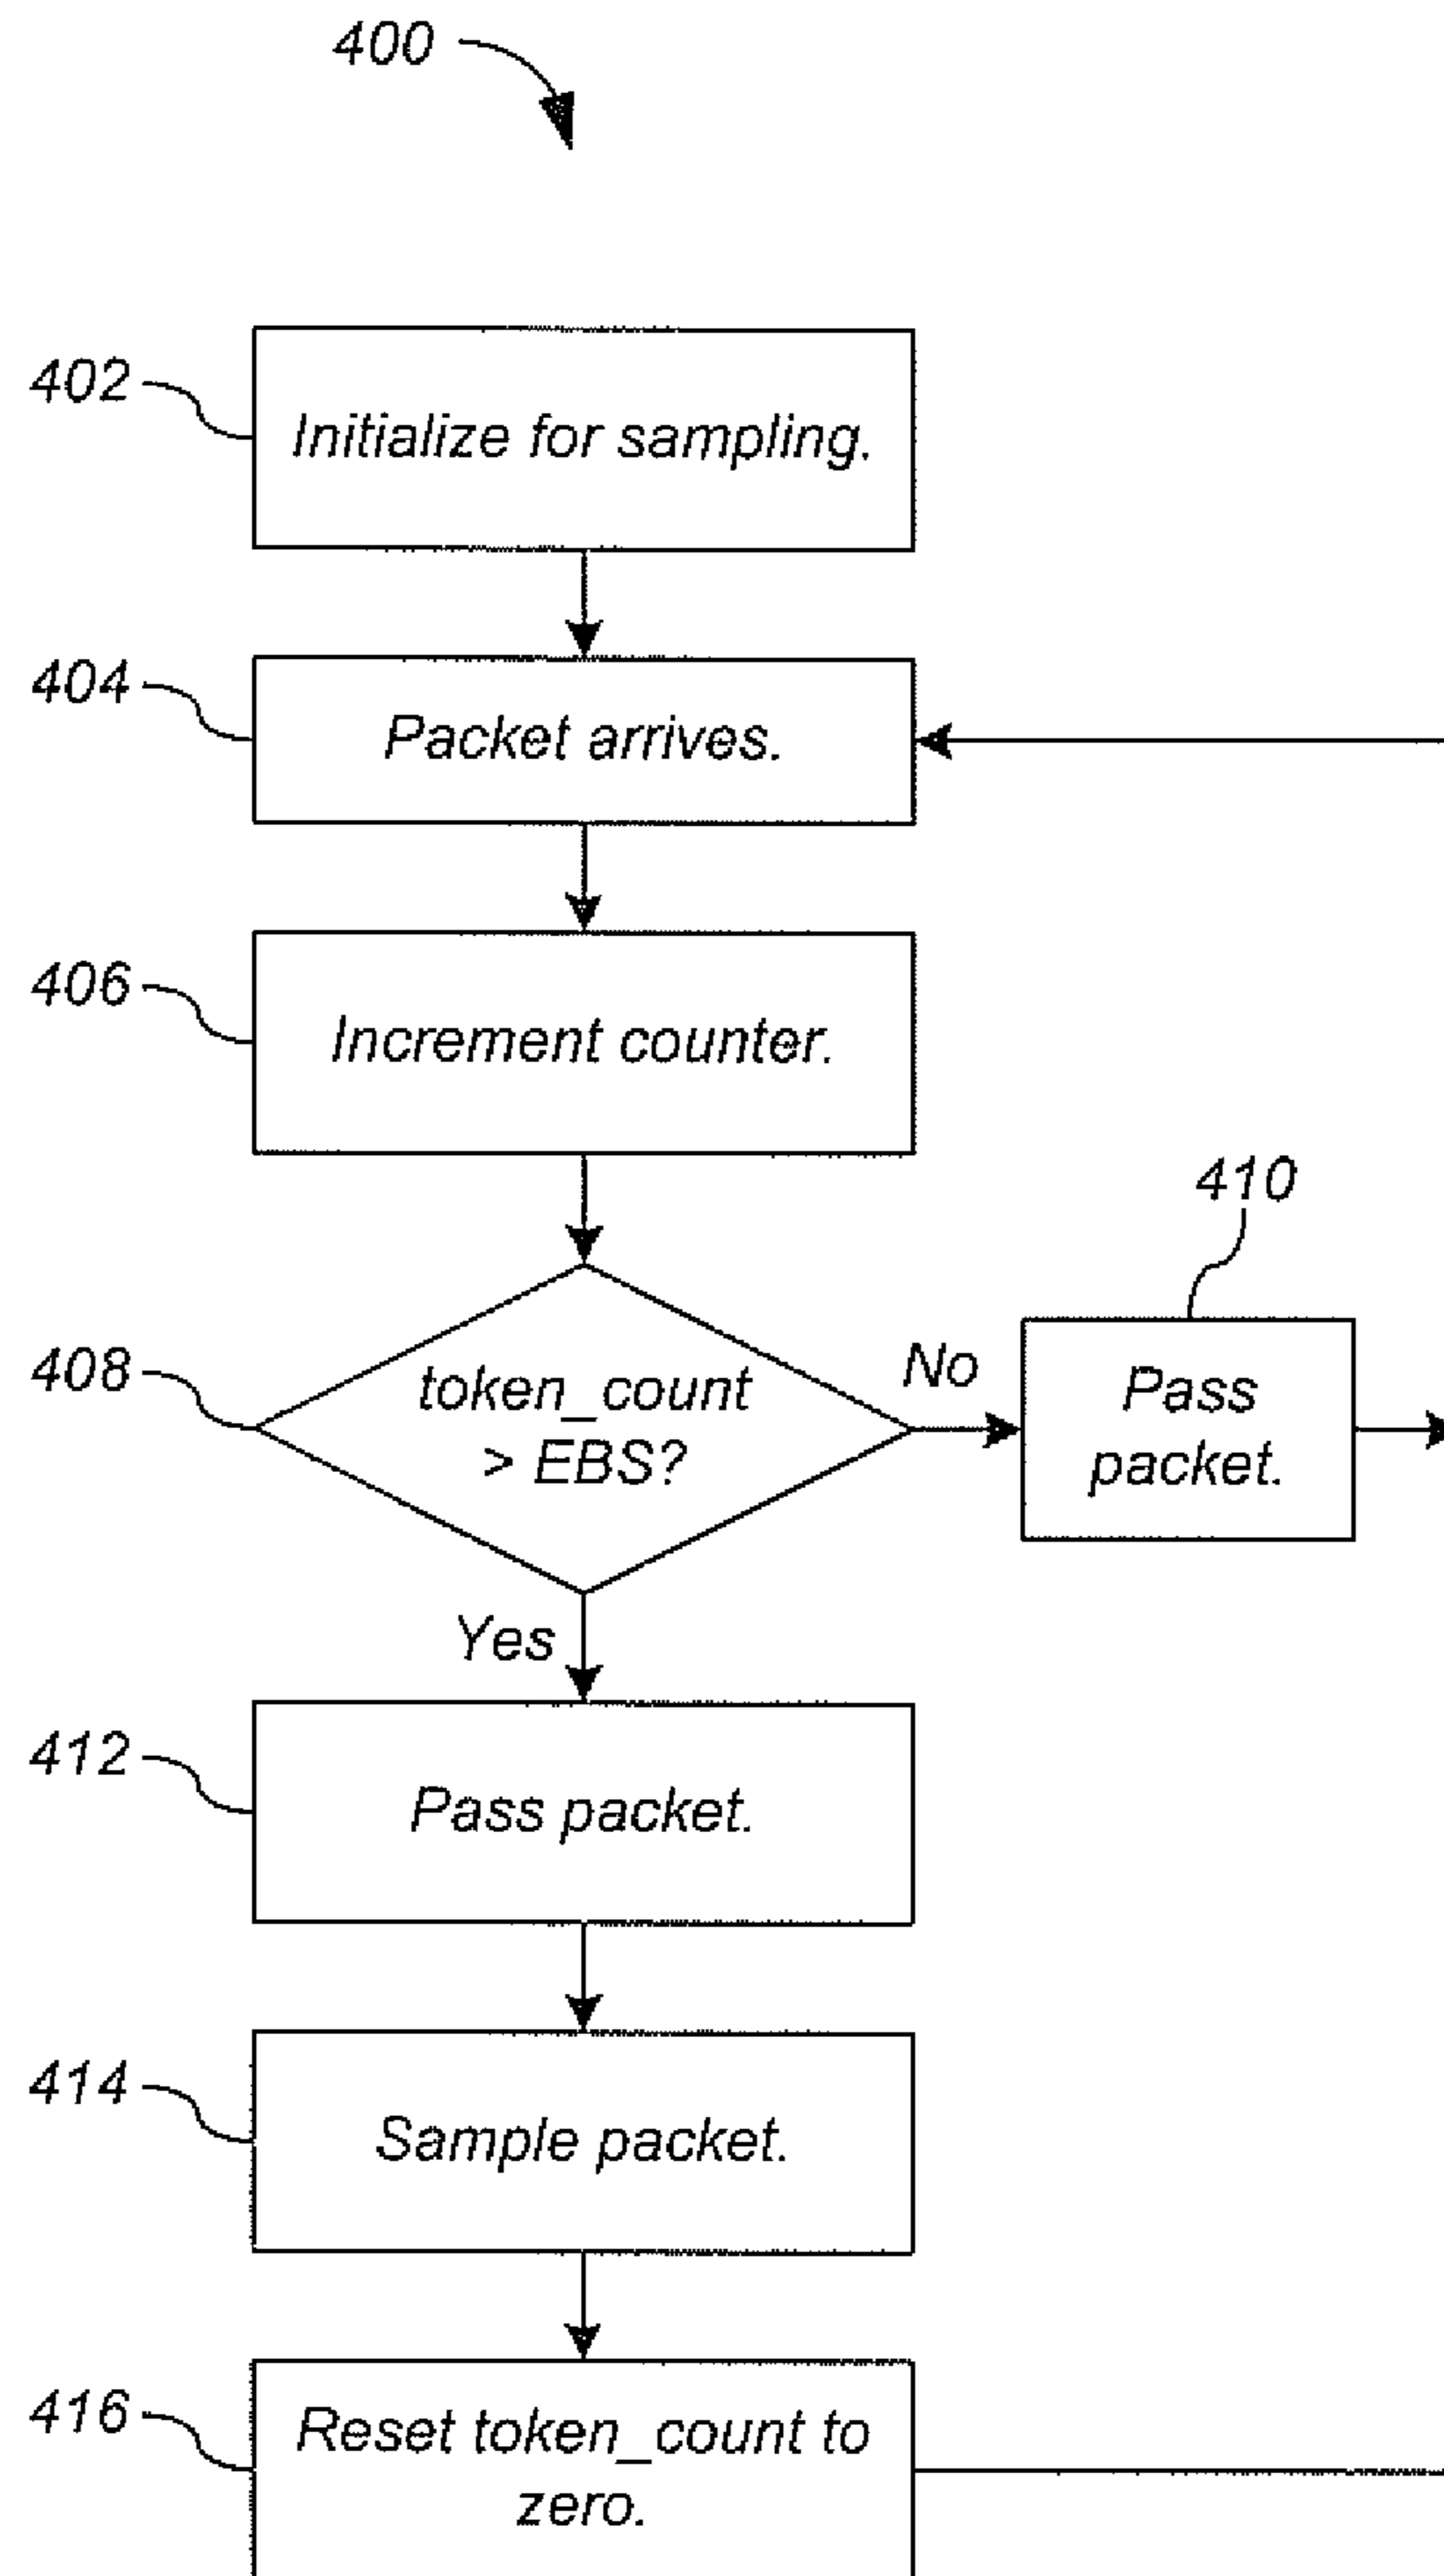 400
402
Initialize for sampling.
404
Packet arrives.
406
Increment counter.
410
408
token_count
> EBS?
No
Pass
packet.
Yes
412
Pass packet.
414
Sample packet.
416
Reset token_count to
zero.